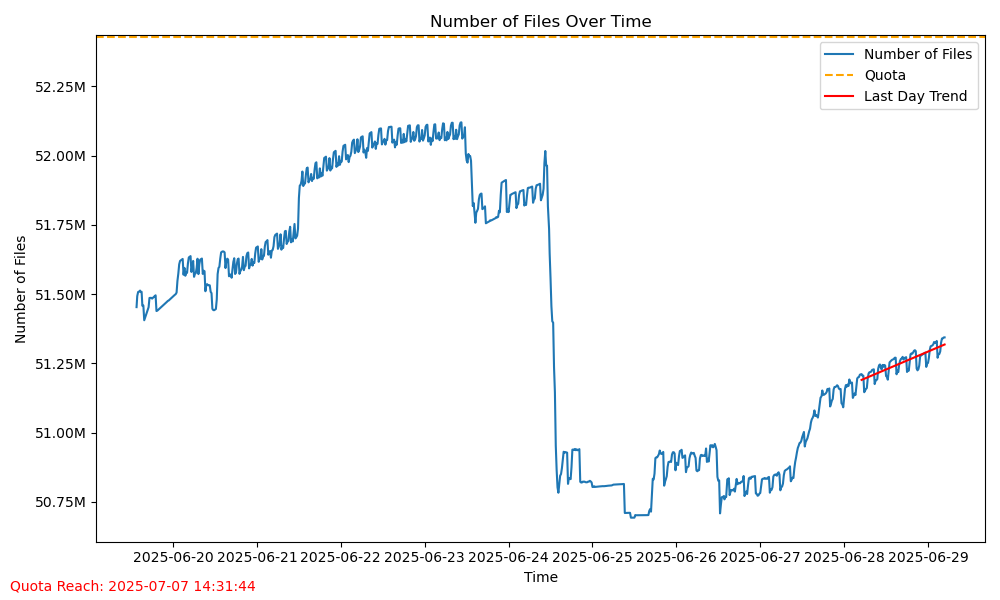 Number of Files Over Time
Number of Files
Quota
Last Day Trend
52.25M
52.00M
51.75M
51.50M
51.25M
51.00M
50.75M
Number of Files
2025-06-20 2025-06-21 2025-06-22 2025-06-23 2025-06-24 2025-06-25 2025-06-26 2025-06-27 2025-06-28 2025-06-29
Time
Quota Reach: 2025-07-07 14:31:44